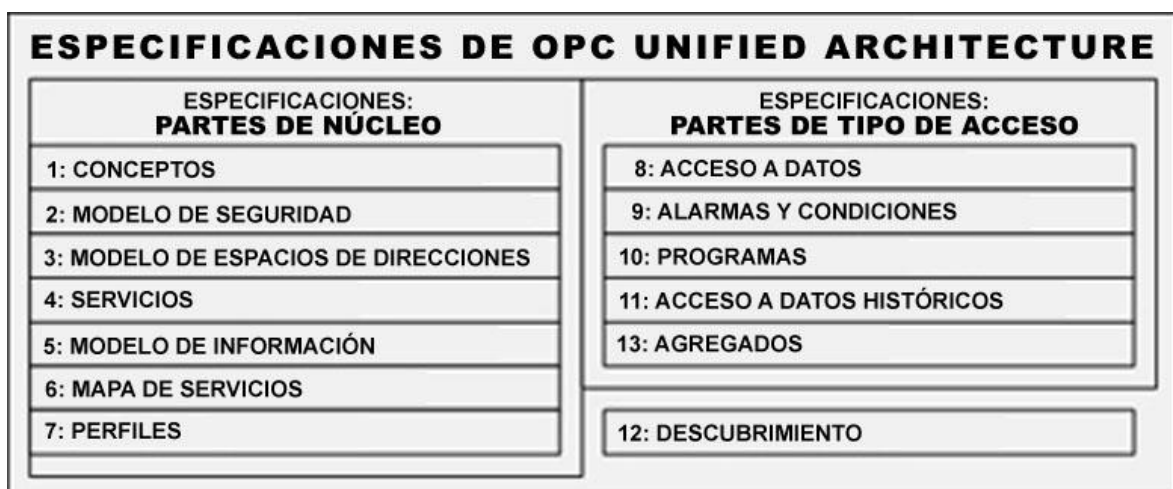 ESPECIFICACIONES DE OPC UNIFIED ARCHITECTURE
ESPECIFICACIONES:
PARTES DE NÚCLEO
1: CONCEPTOS
2: MODELO DE SEGURIDAD
3: MODELO DE ESPACIOS DE DIRECCIONES
4: SERVICIOS
5: MODELO DE INFORMACIÓN
6: MAPA DE SERVICIOS
7: PERFILES
ESPECIFICACIONES:
PARTES DE TIPO DE ACCESO
8: ACCESO A DATOS
9: ALARMAS Y CONDICIONES
10: PROGRAMAS
11: ACCESO A DATOS HISTÓRICOS
13: AGREGADOS
12: DESCUBRIMIENTO